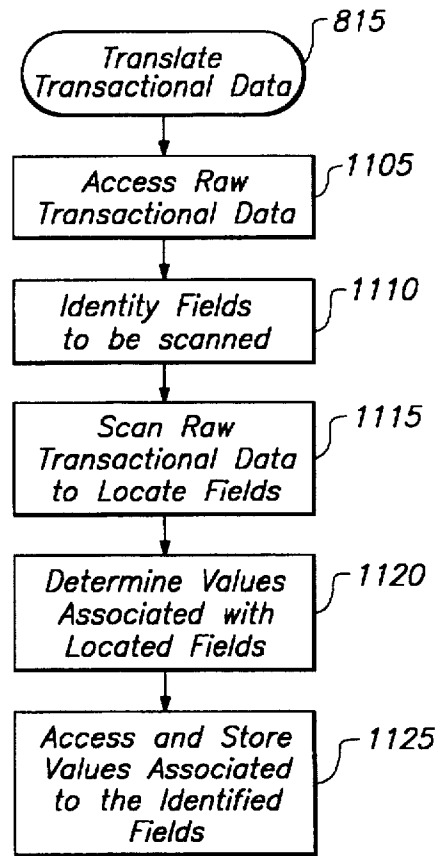 Translate
Transactional Data
815
Access Raw
Transactional Data
1105
Identity Fields
to be scanned
1110
Scan Raw
Transactional Data
to Locate Fields
1115
Determine Values
Associated with
Located Fields
1120
Access and Store
Values Associated
to the Identified
Fields
1125